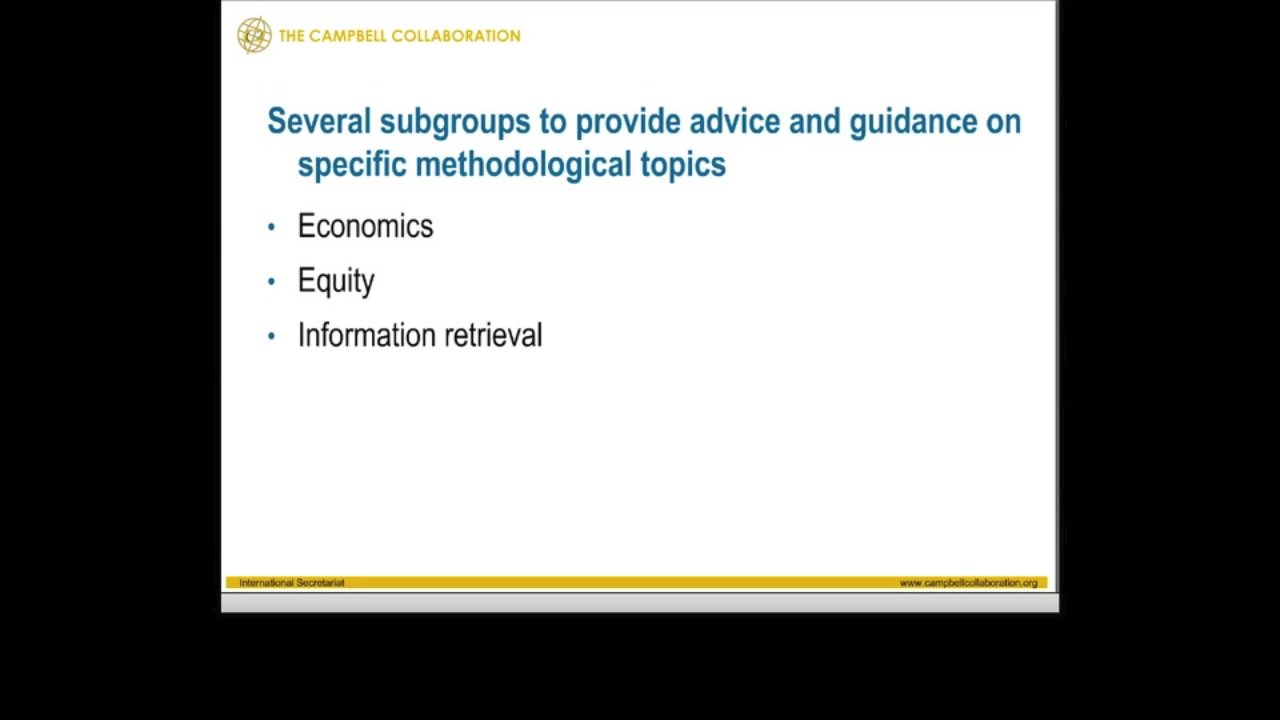 THE CAMPBELL COLLABORATION
Several subgroups to provide advice and guidance on
specific methodological topics
• Economics
• Equity
• Information retrieval
International Secretariat
www.campbellcollaboration.org